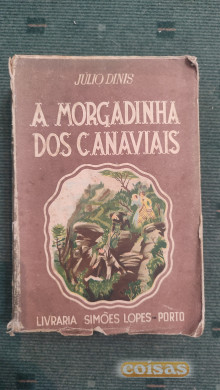 JÚLIO DINIS
A MORGADINHA
DOS CANAVIAIS
LIVRARIA SIMÕES LOPES-PORTO
coisas